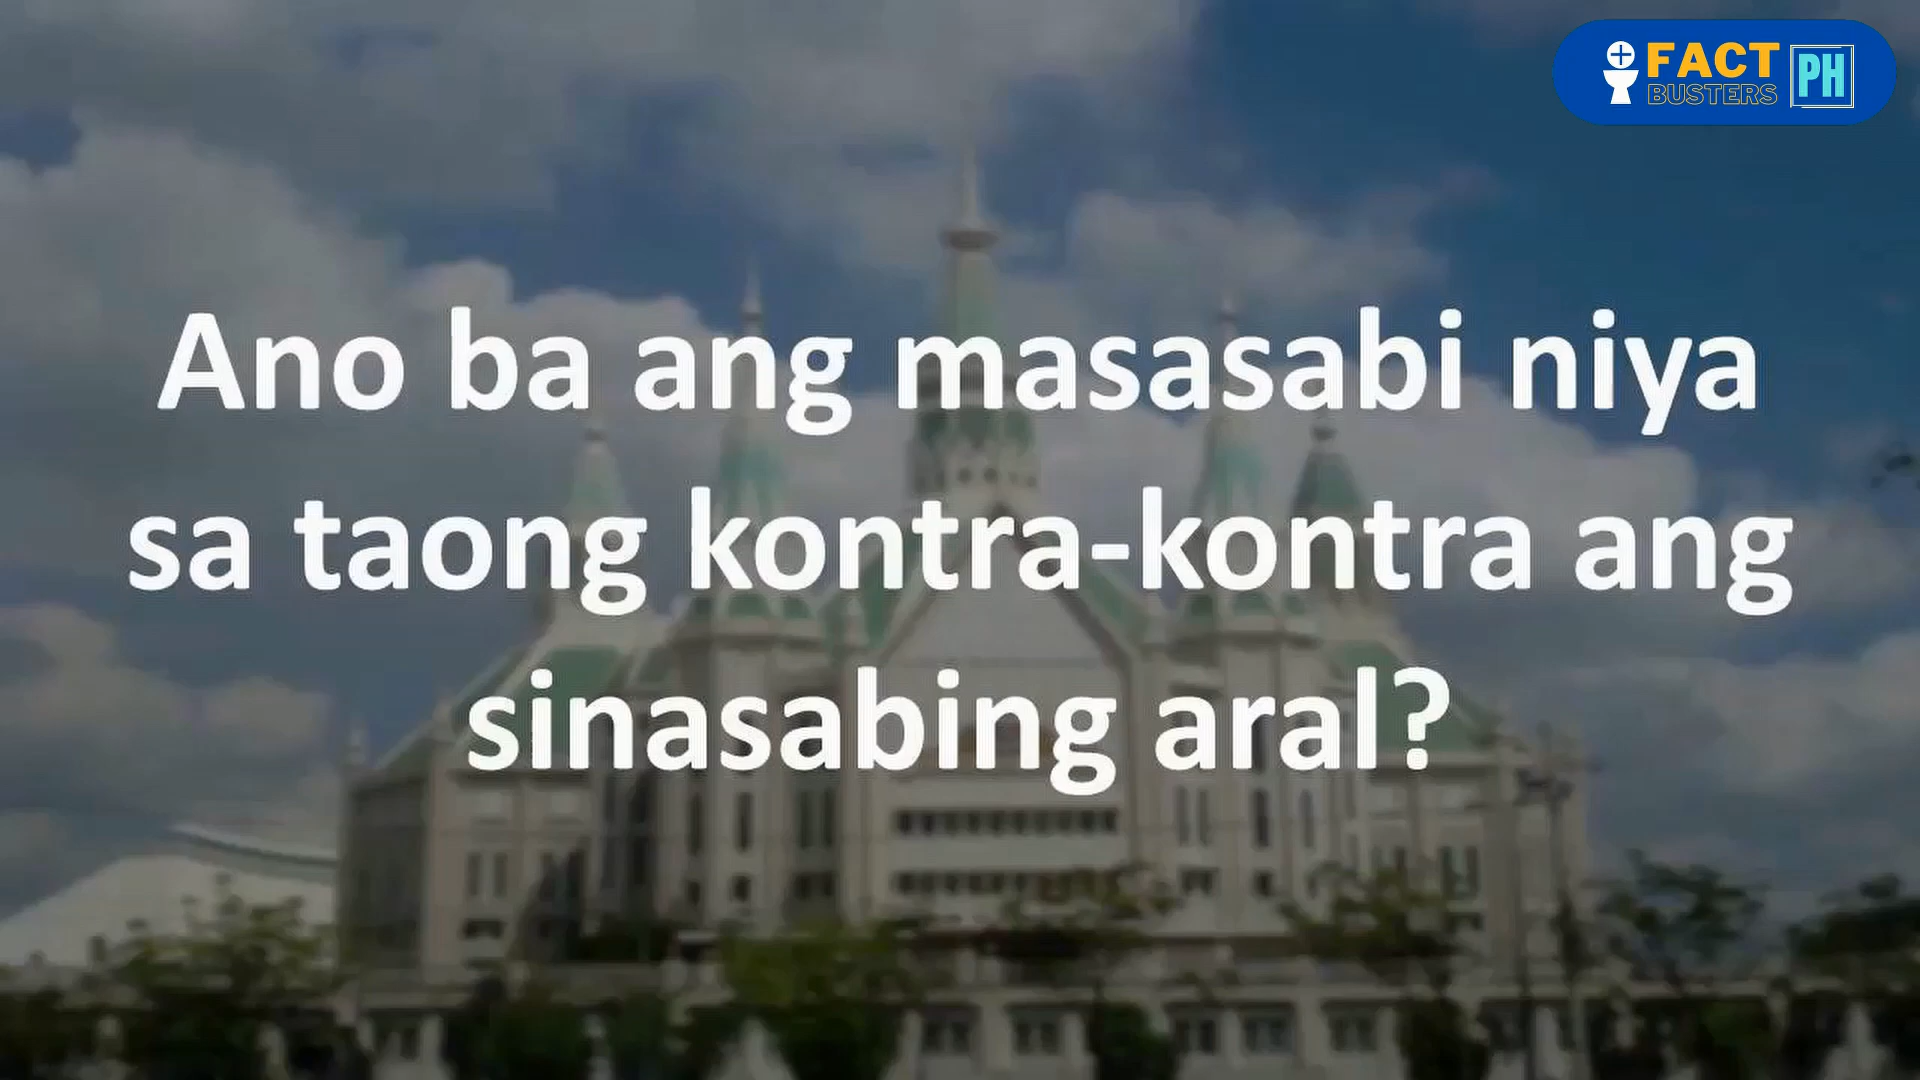 FACT
BUSTERS
PH
Ano ba ang masasabi niya
sa taong kontra-kontra ang
sinasabing aral?